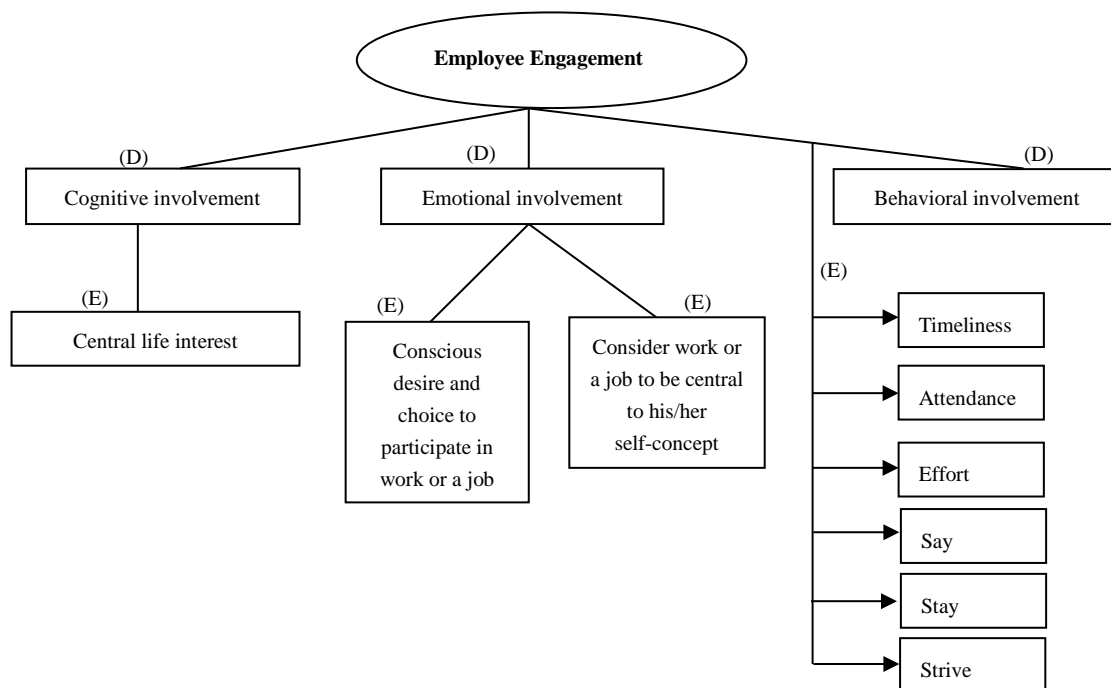 Employee Engagement
(D)
(D)
(D)
Cognitive involvement
Emotional involvement
Behavioral involvement
(E)
(E)
(E)
(E)
Central life interest
Conscious
desire and
choice to
participate in
work or a job
Consider work or
a job to be central
to his/her
self-concept
Timeliness
Attendance
Effort
Say
Stay
Strive